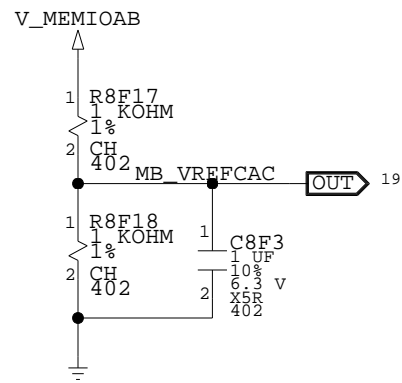 V_MEMIOAB
1 R8F17
1 KOHM
1%
2 CH
402
MB_VREFCAC
OUT 19
1 R8F18
1 KOHM
1%
2 CH
402
1 C8F3
1 UF
10%
6.3 V
2 X5R
402